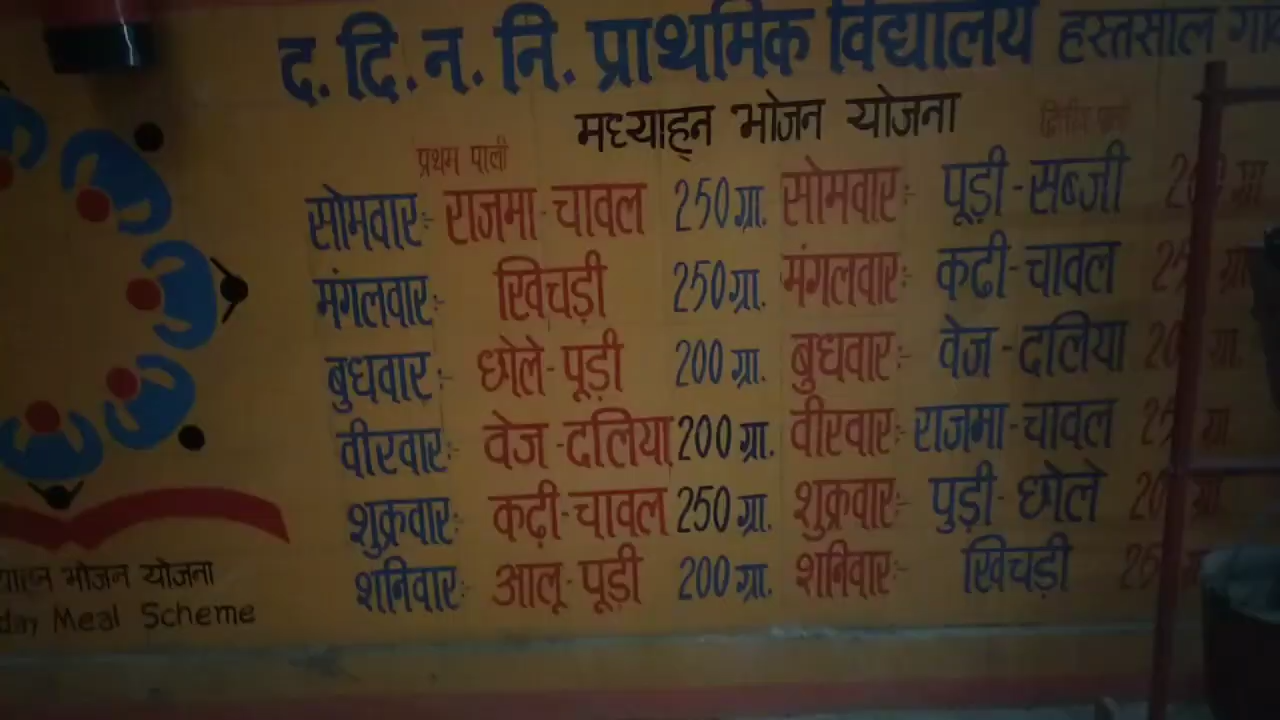 द. दि. न. नि. प्राथमिक विद्यालय हस्तसाल
मध्याह्न भोजन योजना
प्रथम पाली
सोमवार:- राजमा-चावल 250 ग्रा. सोमवार:- पूड़ी-सब्जी
मंगलवार:- खिचड़ी 250 ग्रा. मंगलवार:- कढी-चावल
बुधवार:- छोले-पूड़ी 200 ग्रा. बुधवार:- वेज-दलिया
वीरवार:- वेज-दलिया 200 ग्रा. वीरवार:- राजमा-चावल
शुक्रवार:- कढ़ी-चावल 250 ग्रा. शुक्रवार:- पुड़ी-छोले
शनिवार:- आलू-पूड़ी 200 ग्रा. शनिवार:- खिचड़ी
भोजन योजना
Meal Scheme